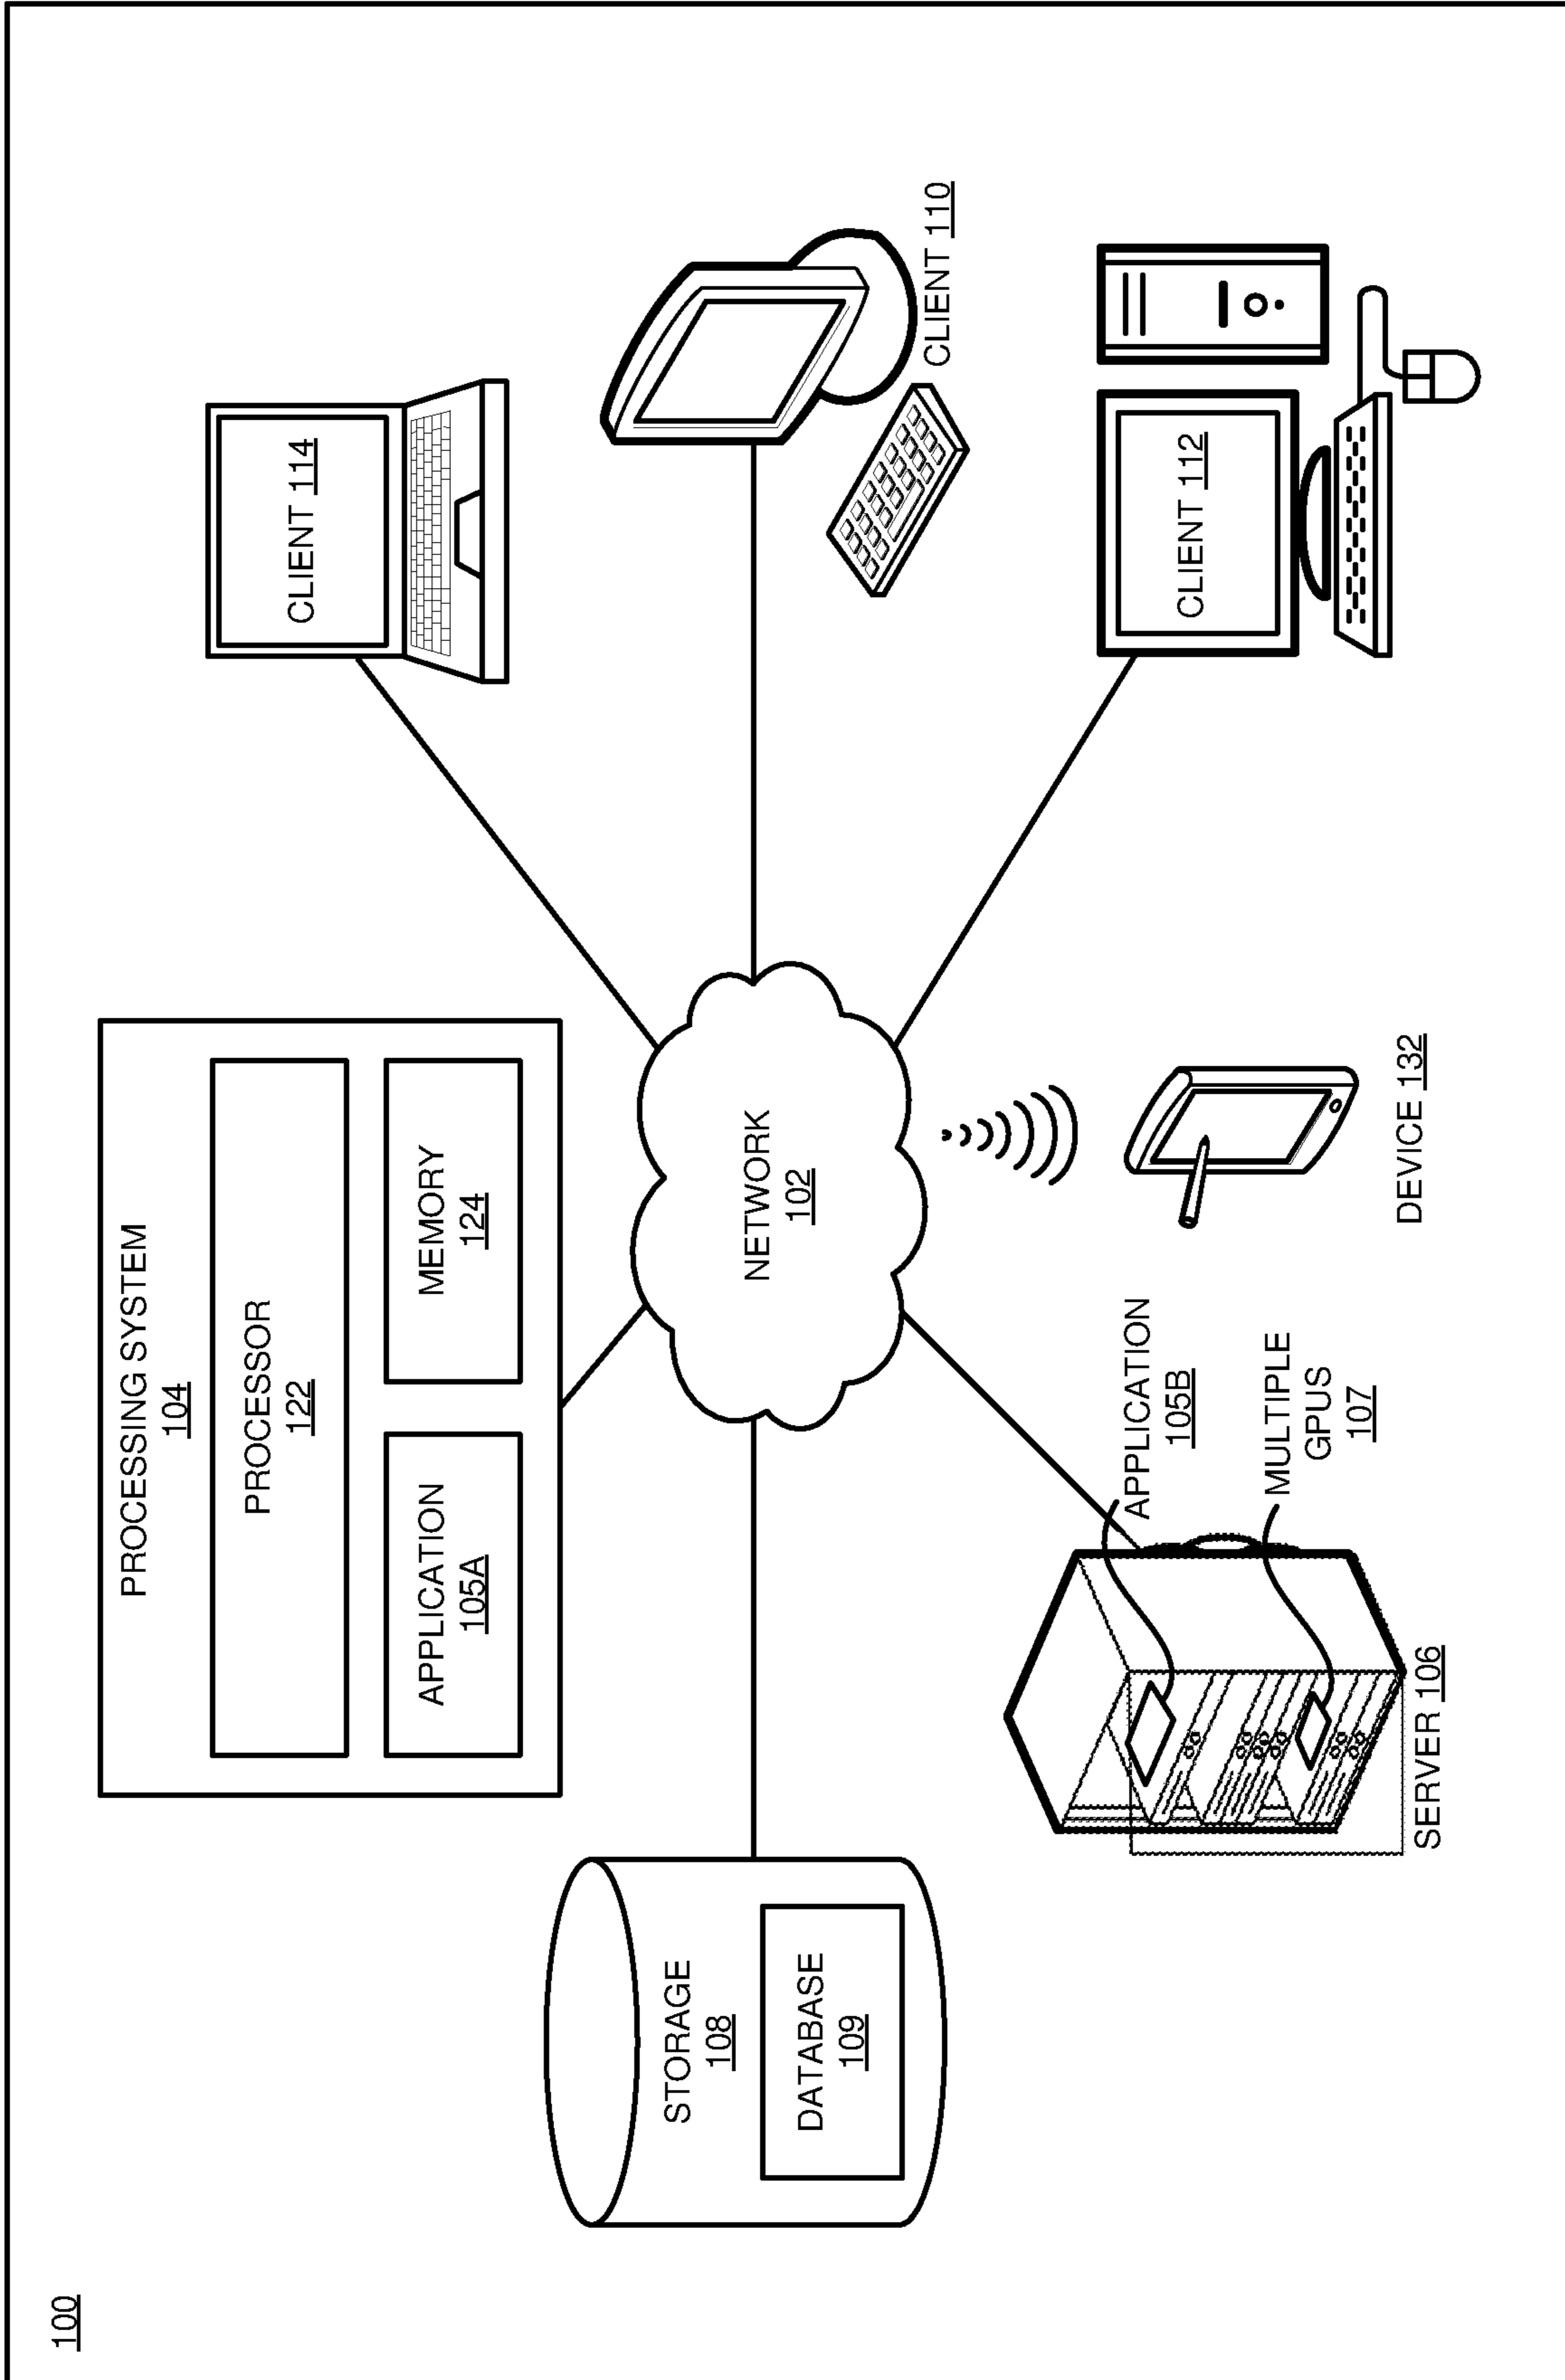 100
PROCESSING SYSTEM
104
PROCESSOR
122
APPLICATION
105A
MEMORY
124
CLIENT 114
STORAGE
108
DATABASE
109
NETWORK
102
CLIENT 110
APPLICATION
105B
MULTIPLE
GPUS
107
SERVER 106
DEVICE 132
CLIENT 112